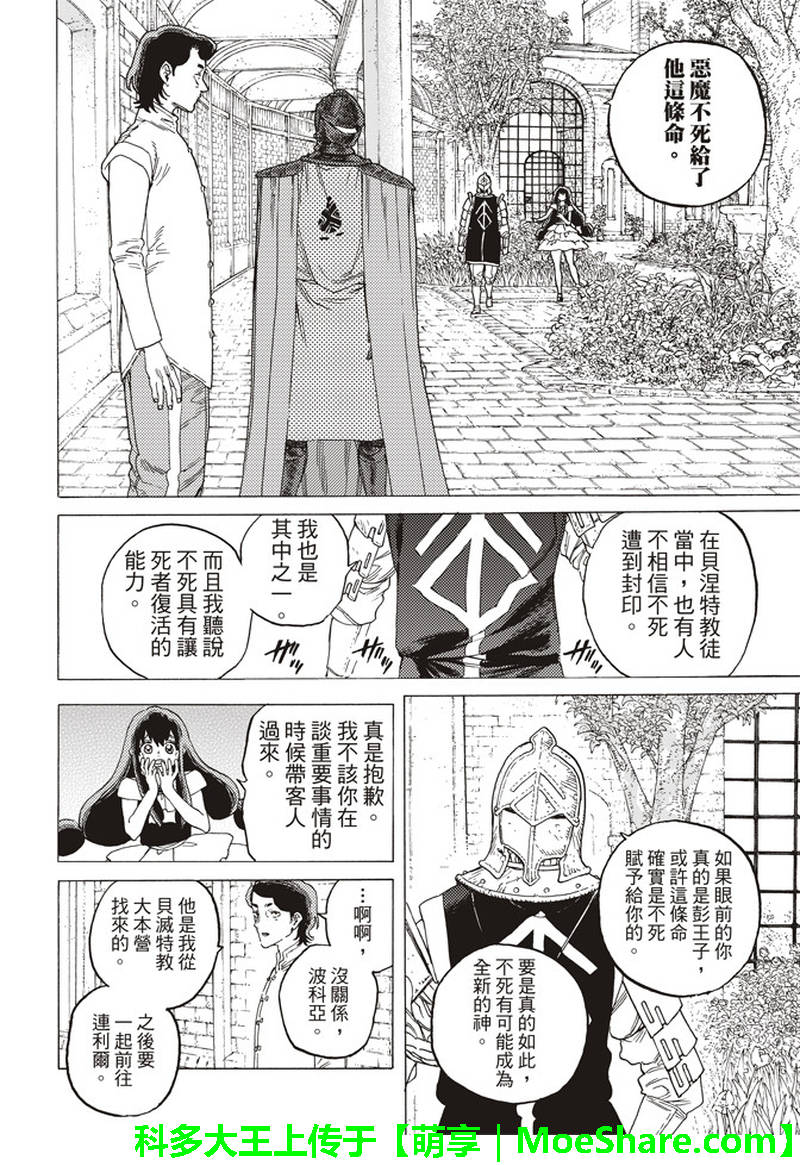 惡魔不死給了
他這條命。
在貝涅特教徒
當中，也有人
不相信不死
遭到封印。
我也是
其中之一。
而且我聽說
不死具有讓
死者復活的
能力。
如果眼前的你
真的是彭王子，
或許這條命
確實是不死
賦予給你的。
要是真的如此，
不死有可能成為
全新的神。
真是抱歉。
我不該你在
談重要事情的
時候帶客人
過來。
…啊啊，
沒關係，
波科亞。
他是我從
貝滅特教
大本營
找來的。
之後要
一起前往
連利爾。
科多大王上传于【萌享|MoeShare.com】